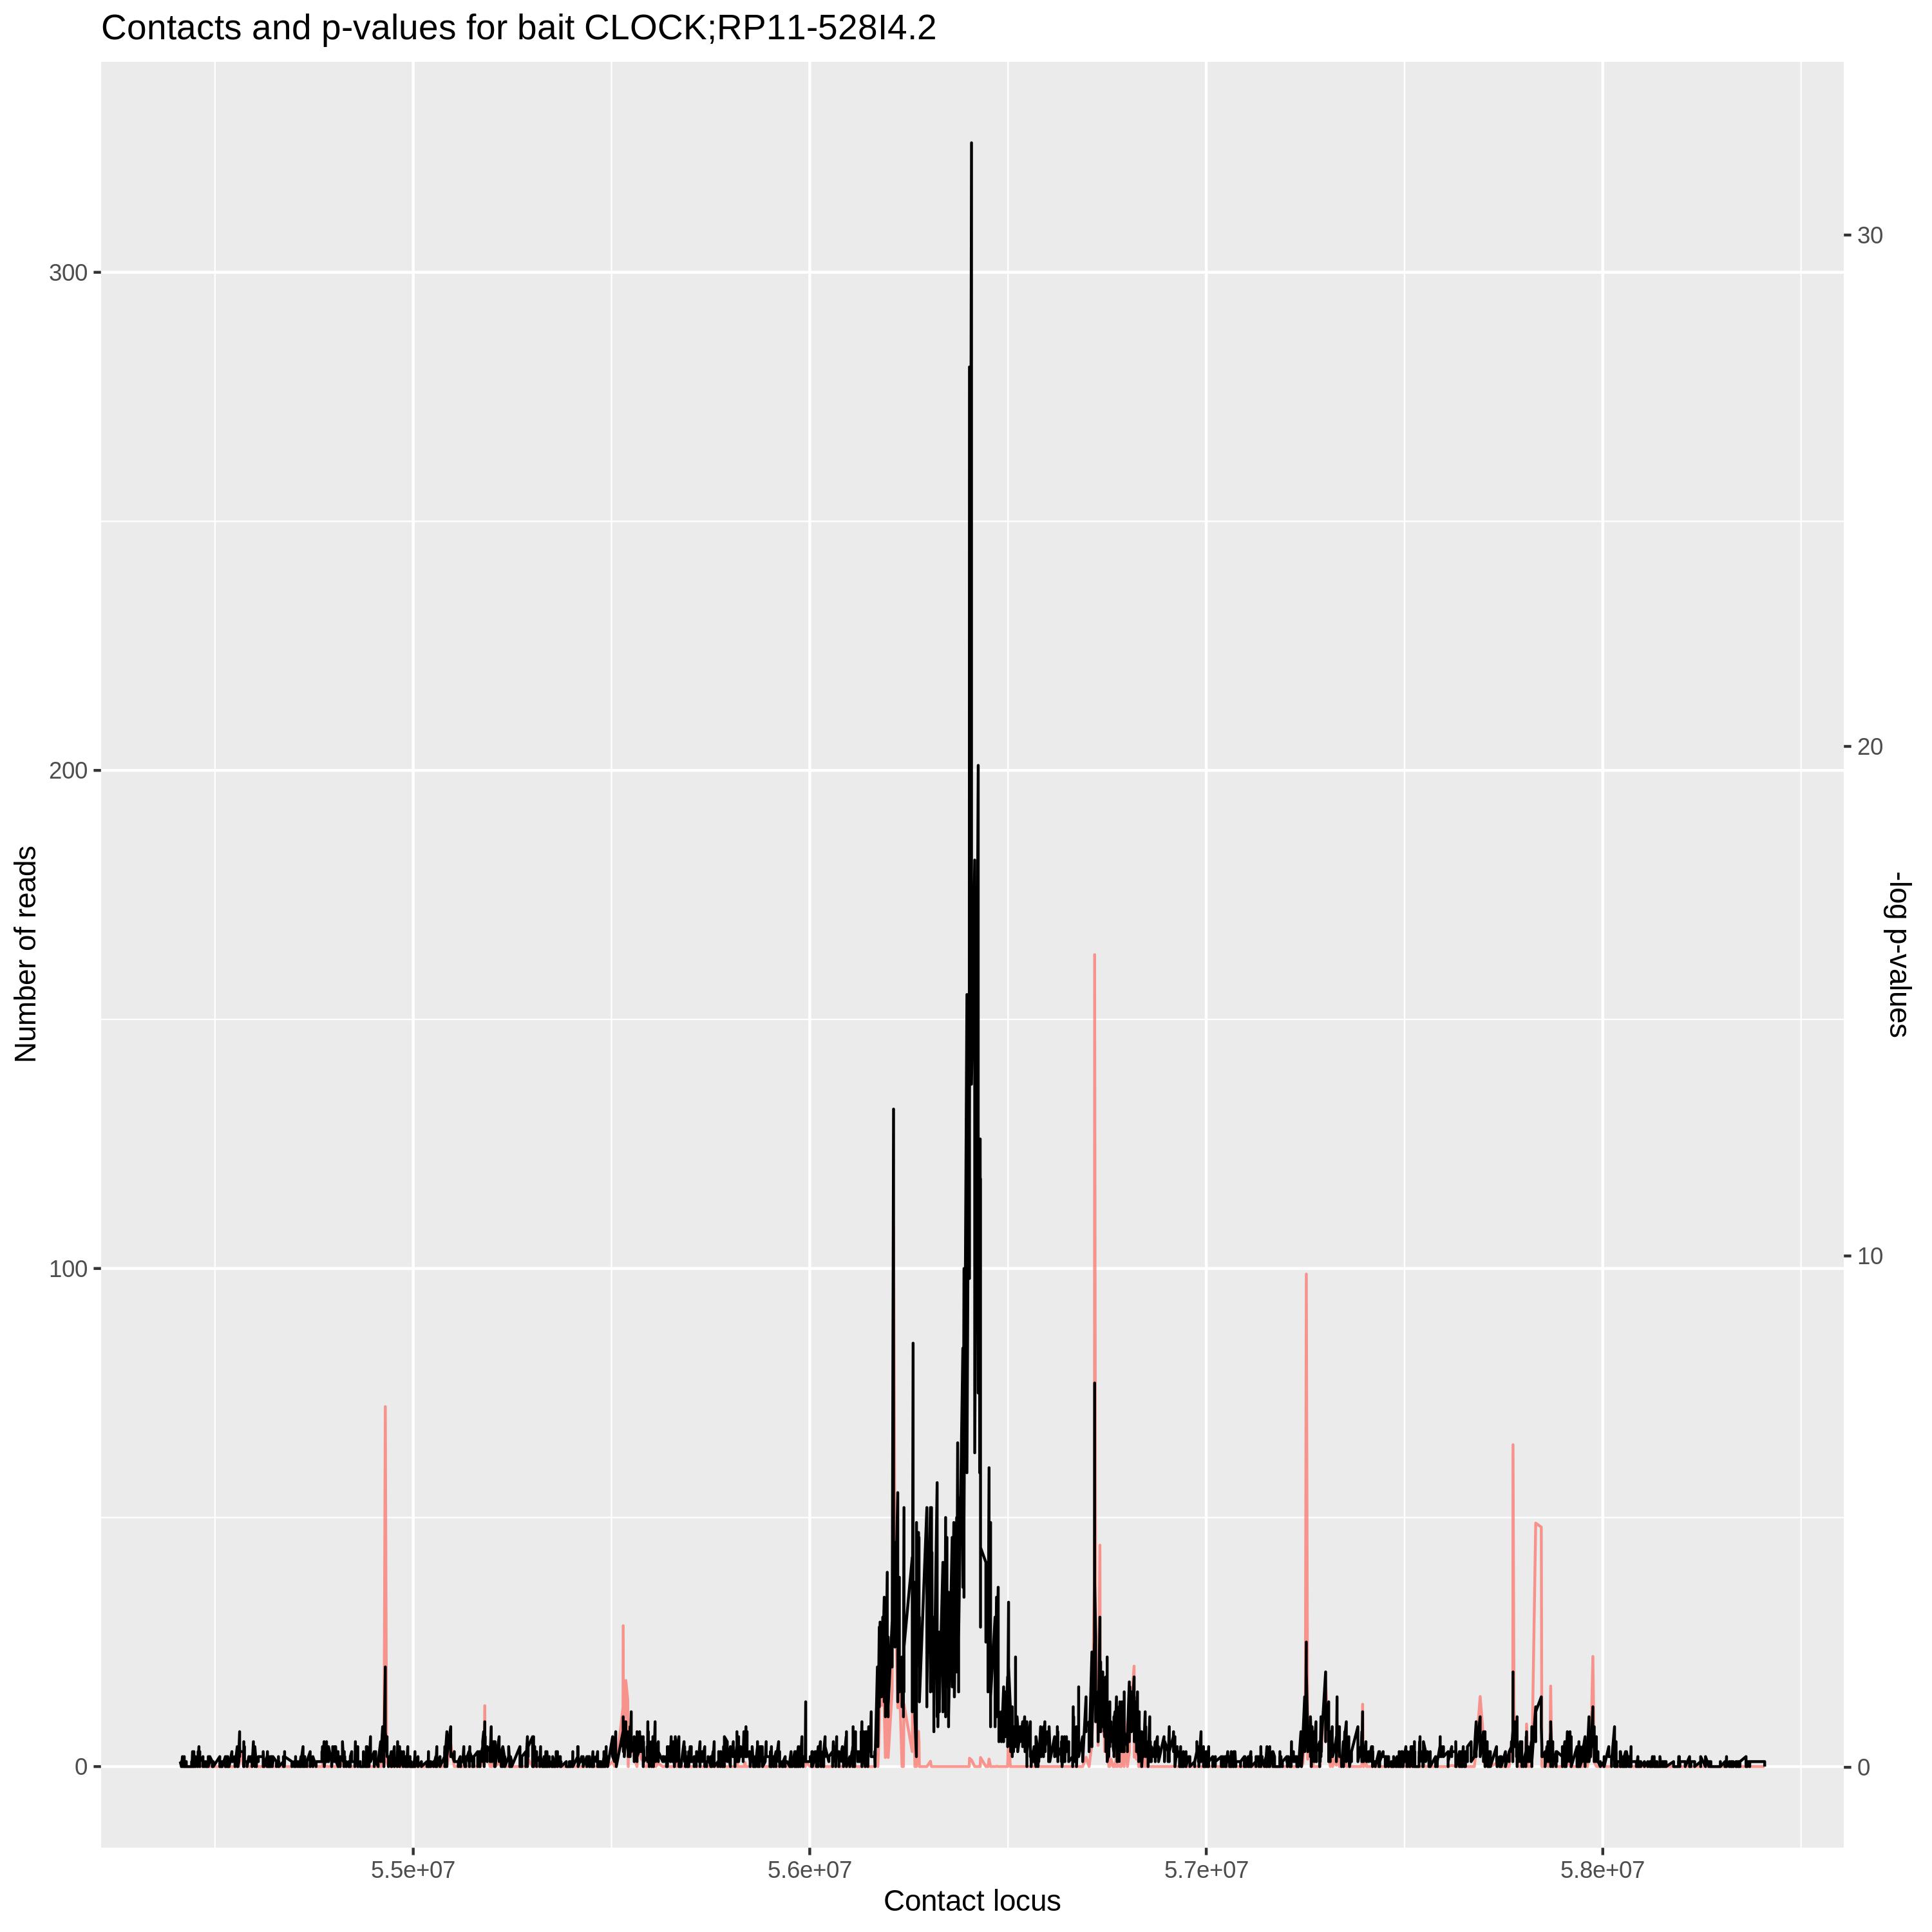 Contacts and p-values for bait CLOCK;RP11-528I4.2
300
200
100
0
Number of reads
30
20
10
0
-log p-values
5.5e+07
5.6e+07
5.7e+07
5.8e+07
Contact locus